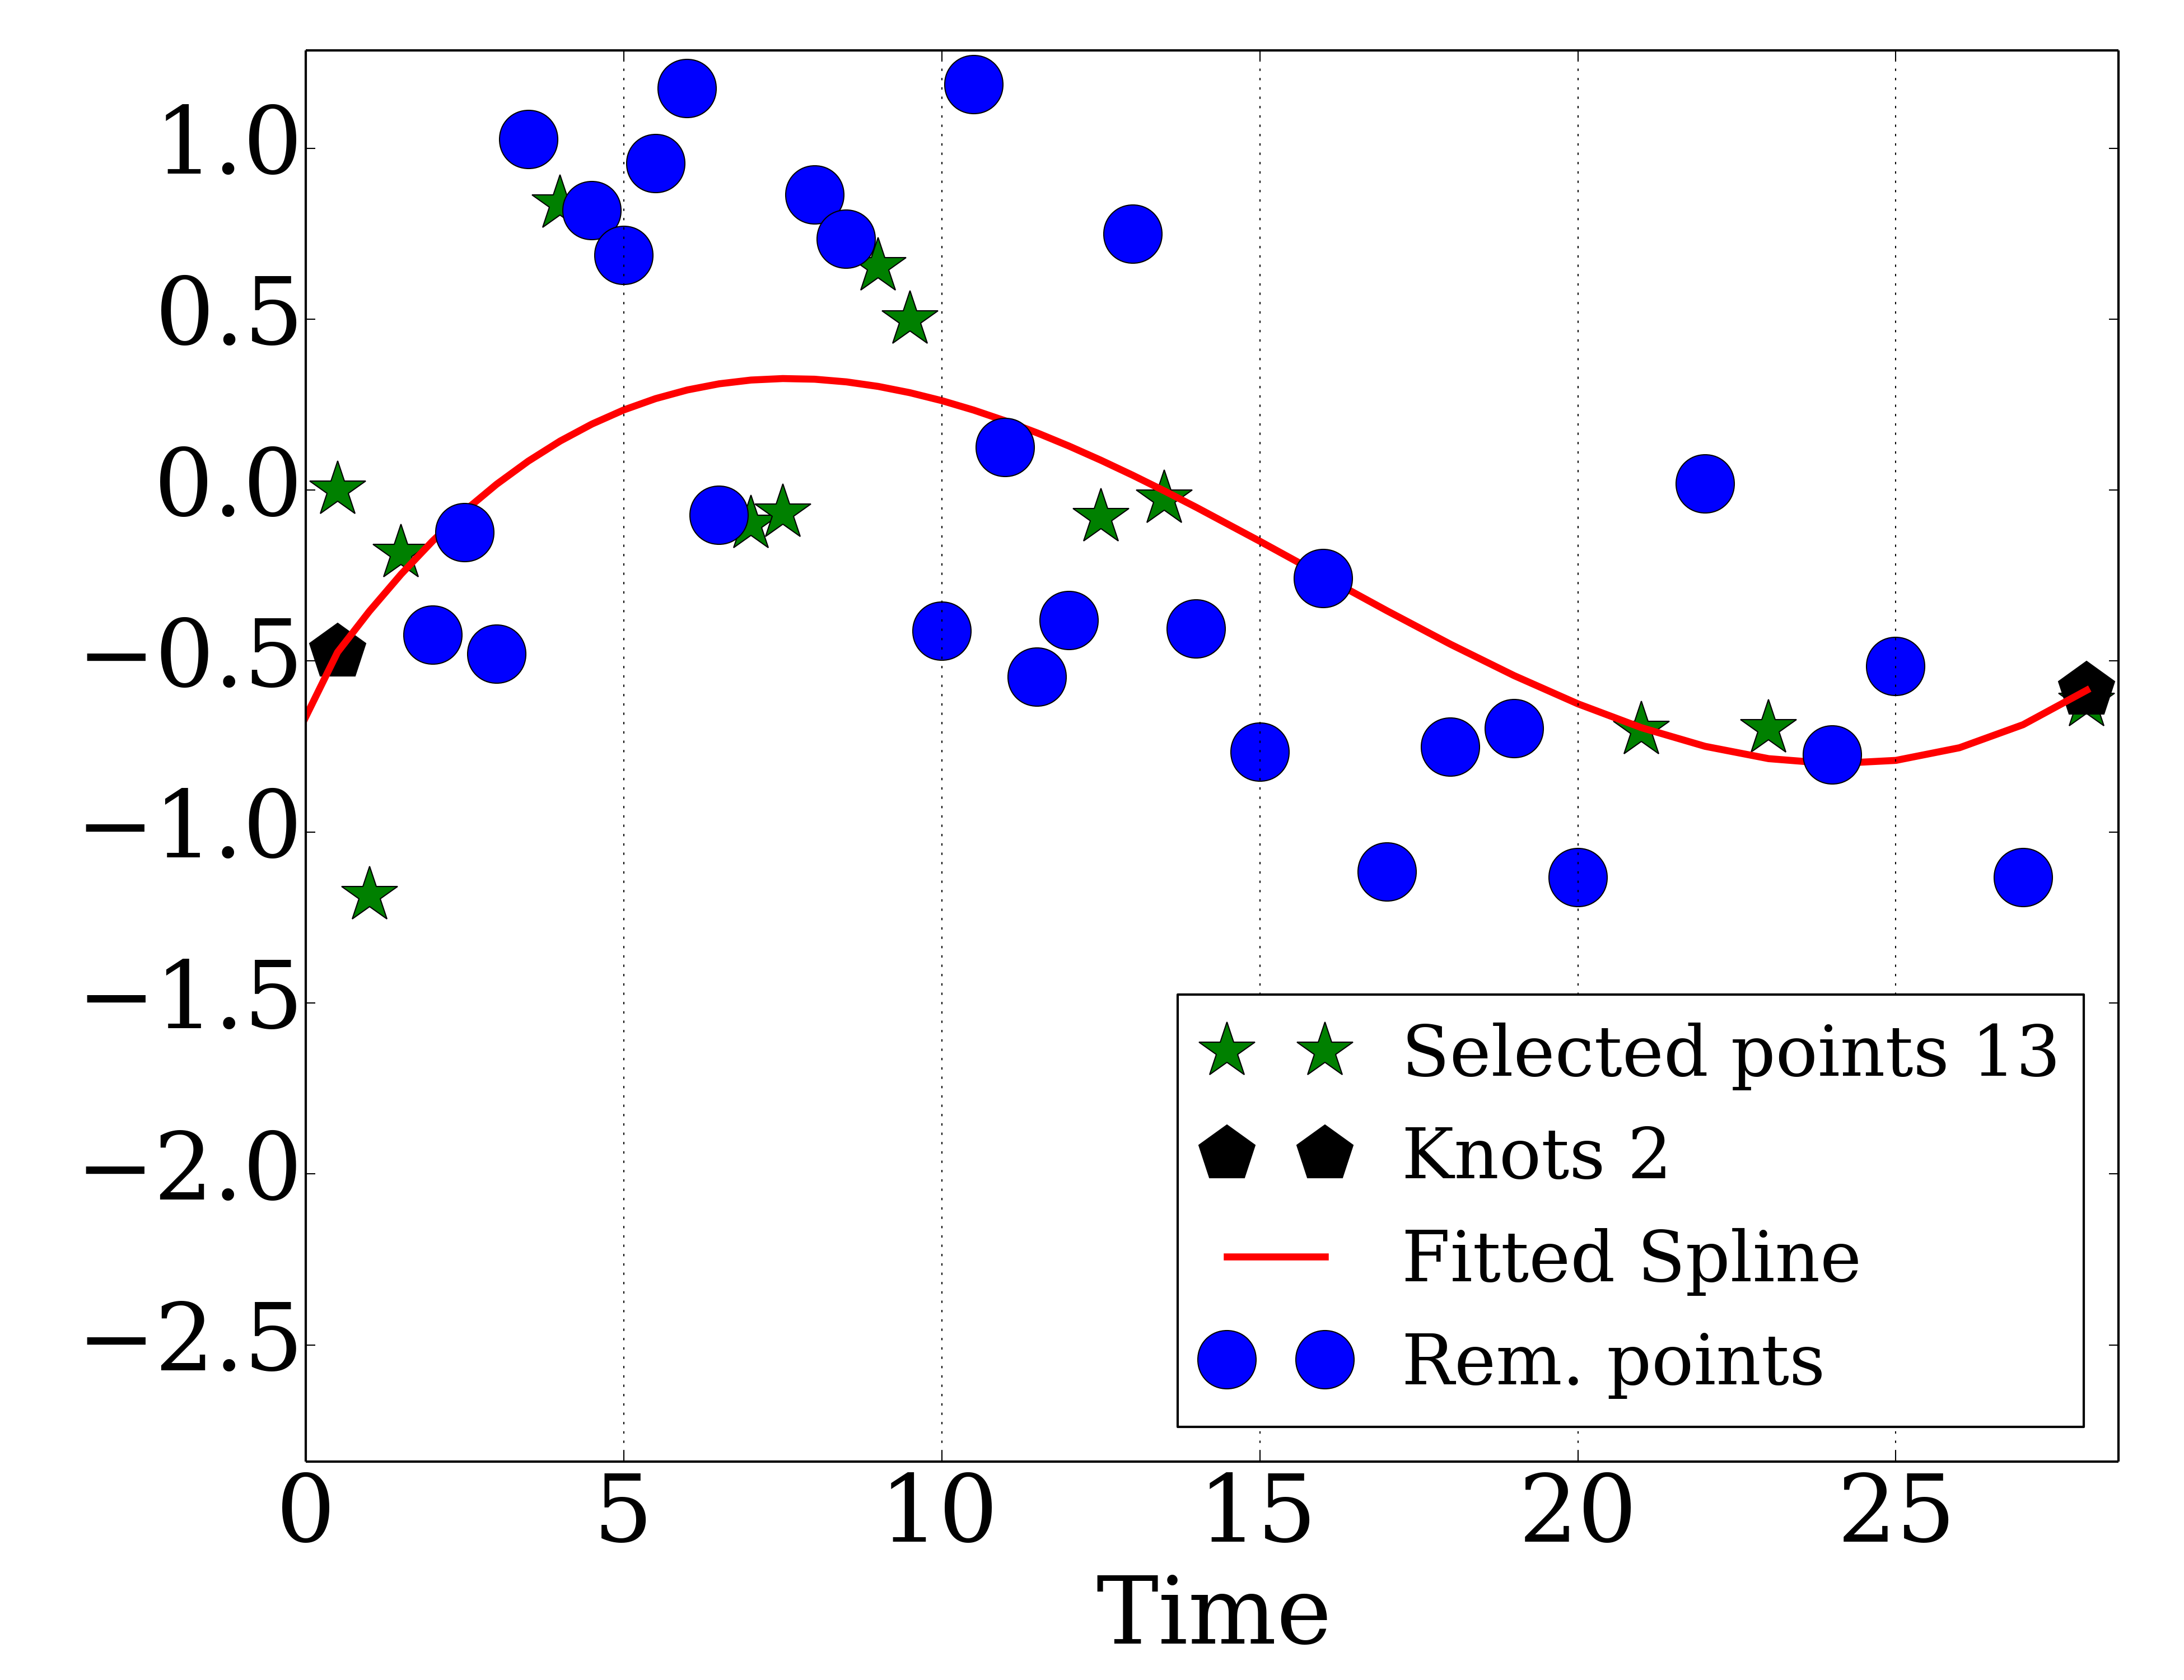 1.0
0.5
0.0
−0.5
−1.0
−1.5
−2.0
−2.5
Selected points 13
Knots 2
Fitted Spline
Rem. points
0 5 10 15 20 25
Time